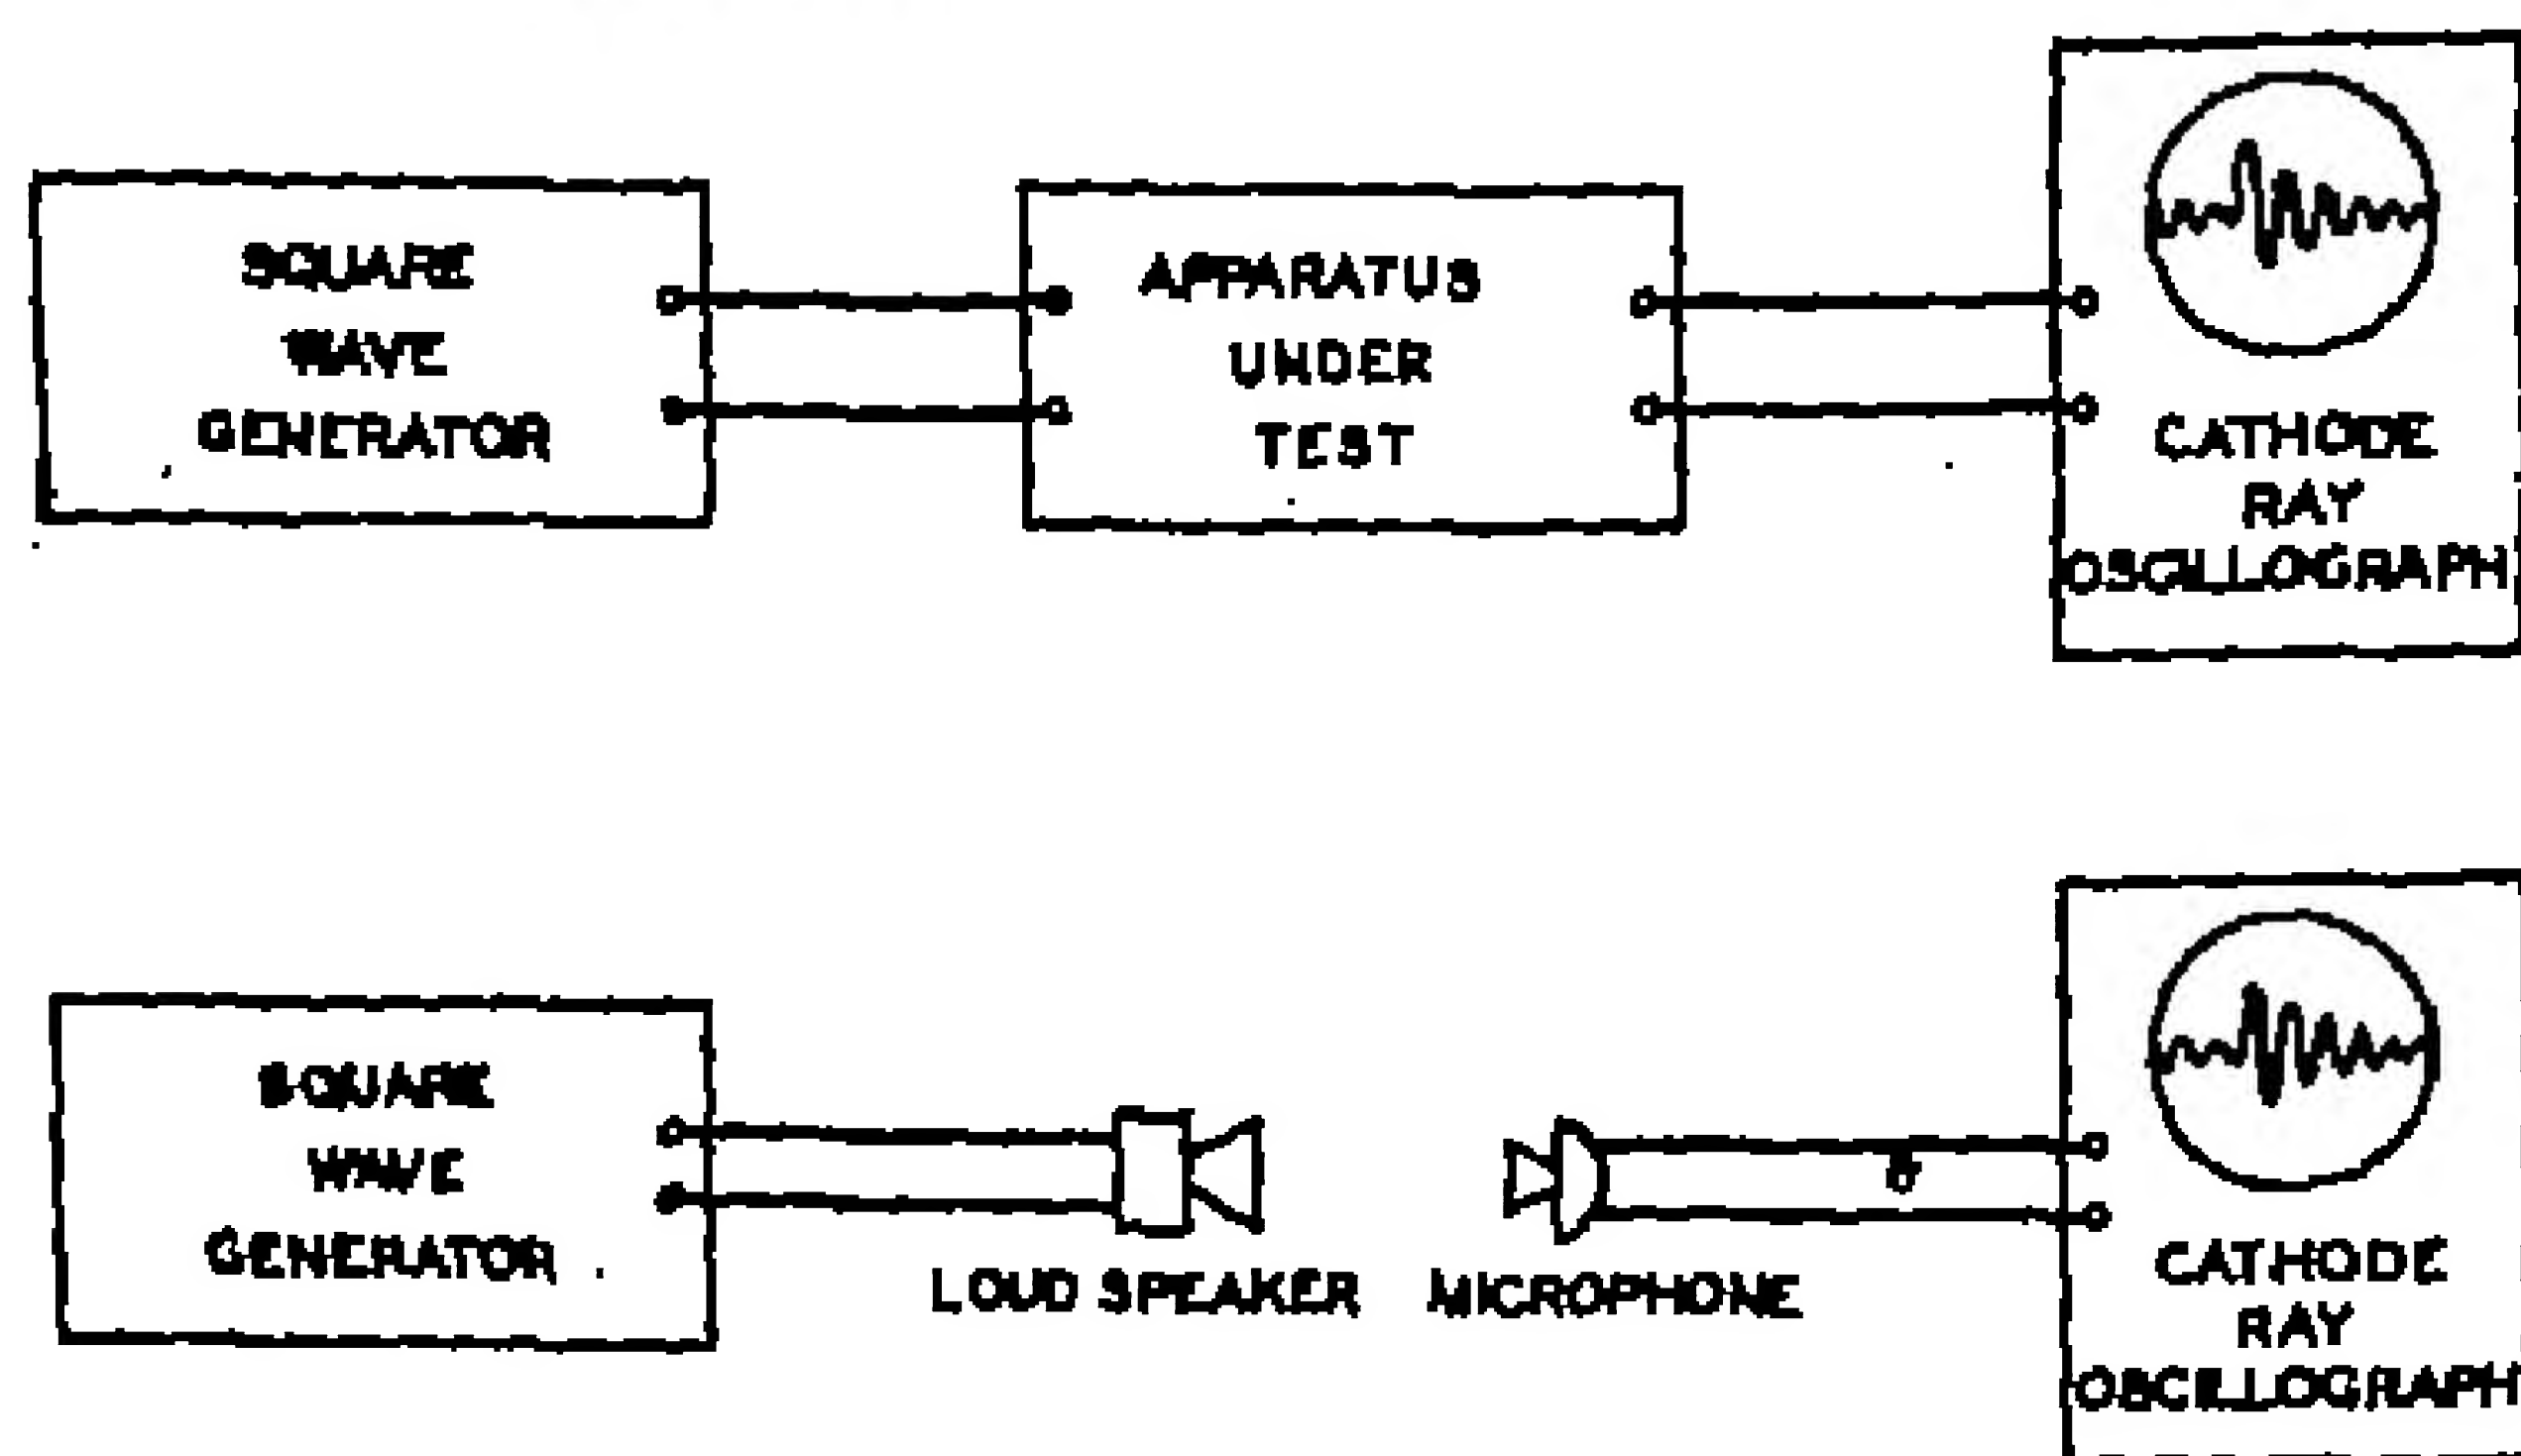 SQUARE
WAVE
GENERATOR
APPARATUS
UNDER
TEST
CATHODE
RAY
OSCILLOGRAPH
SQUARE
WAVE
GENERATOR
LOUD SPEAKER
MICROPHONE
CATHODE
RAY
OSCILLOGRAPH